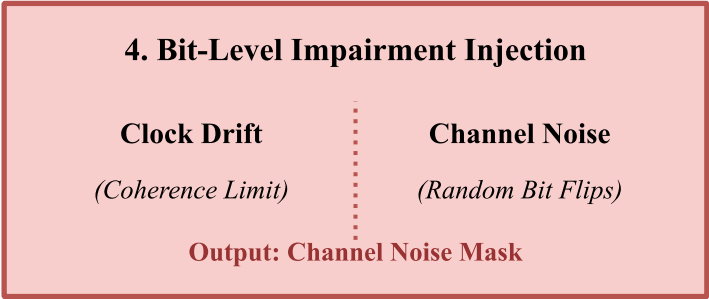 4. Bit-Level Impairment Injection
Clock Drift
(Coherence Limit)
Channel Noise
(Random Bit Flips)
Output: Channel Noise Mask